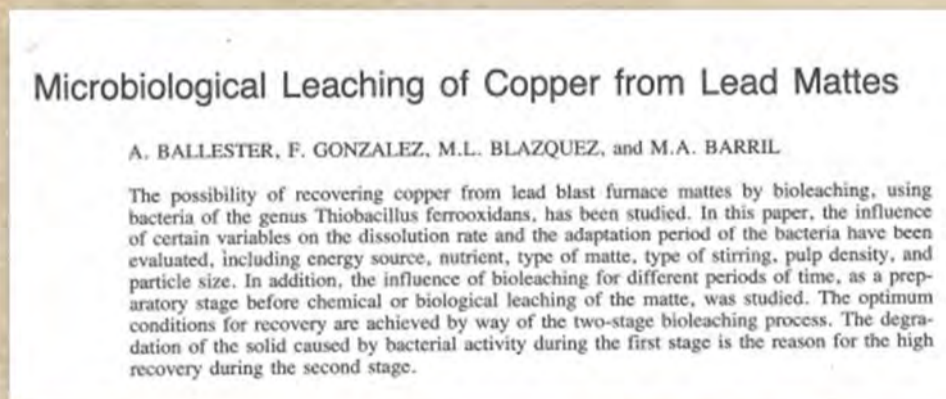 Microbiological Leaching of Copper from Lead Mattes
A. BALLESTER, F. GONZALEZ, M.L. BLAZQUEZ, and M.A. BARRIL
The possibility of recovering copper from lead blast furnace mattes by bioleaching, using
bacteria of the genus Thiobacillus ferrooxidans, has been studied. In this paper, the influence
of certain variables on the dissolution rate and the adaptation period of the bacteria have been
evaluated, including energy source, nutrient, type of matte, type of stirring, pulp density, and
particle size. In addition, the influence of bioleaching for different periods of time, as a prep-
aratory stage before chemical or biological leaching of the matte, was studied. The optimum
conditions for recovery are achieved by way of the two-stage bioleaching process. The degra-
dation of the solid caused by bacterial activity during the first stage is the reason for the high
recovery during the second stage.